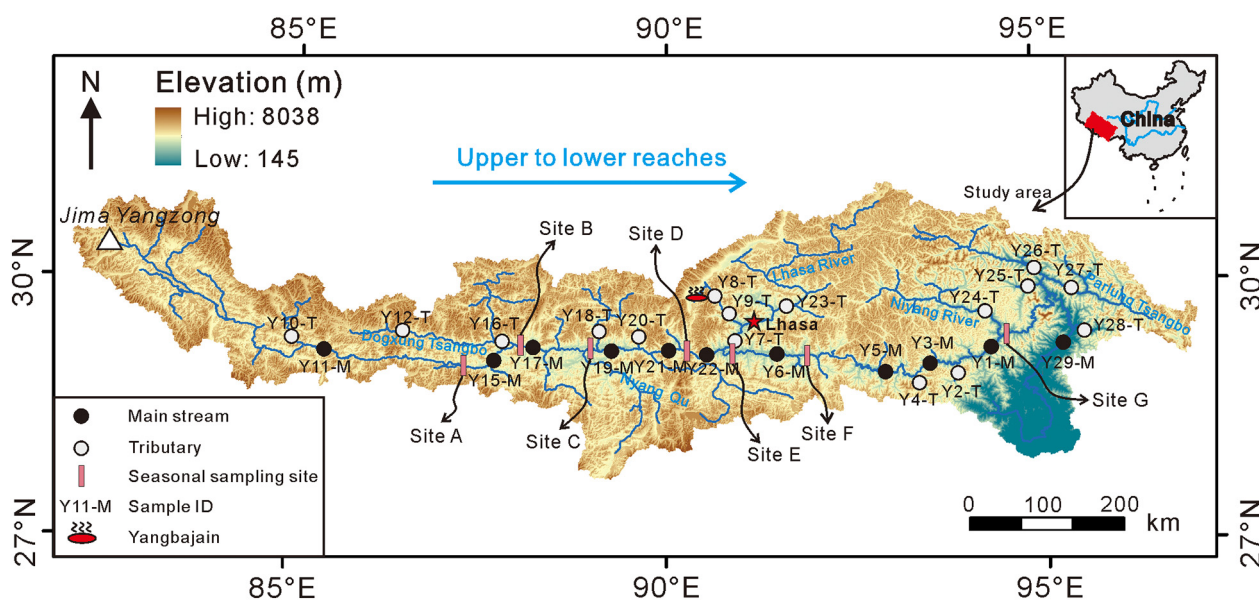 85°E
90°E
95°E
N
Elevation (m)
High: 8038
Low: 145
Upper to lower reaches
China
Study area
Jima Yangzong
30°N
30°N
Site B
Site D
Y26-T
Y25-T
Y27-T
Lhasa River
Y8-T
Y9-T
Y23-T
Y24-T
Parlung Tsangbo
Niyang River
Lhasa
Y10-T
Y12-T
Y16-T
Y18-T
Y20-T
Y7-T
Y28-T
Dogxung Tsangbo
Y11-M
Y15-M
Y17-M
Y19-M
Y21-M
Y22-M
Y6-M
Y5-M
Y3-M
Y1-M
Y29-M
Nyang Qu
Y4-T
Y2-T
Site A
Site C
Site E
Site F
Site G
Main stream
Tributary
Seasonal sampling site
Y11-M Sample ID
Yangbajain
0 100 200
km
27°N
27°N
85°E
90°E
95°E